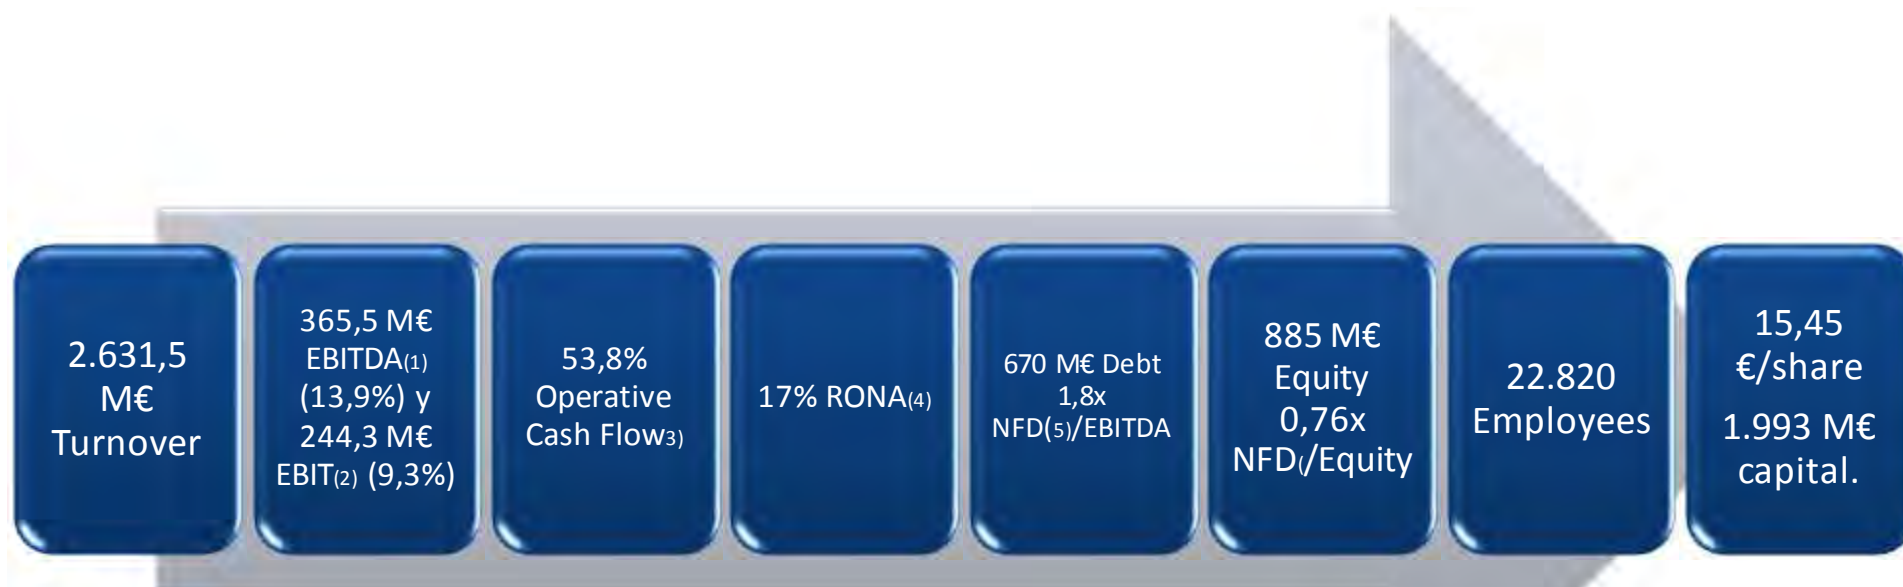 2.631,5
M€
Turnover
365,5 M€
EBITDA(1)
(13,9%) y
244,3 M€
EBIT(2) (9,3%)
53,8%
Operative
Cash Flow3)
17% RONA(4)
670 M€ Debt
1,8x
NFD(5)/EBITDA
885 M€
Equity
0,76x
NFD(/Equity
22.820
Employees
15,45
€/share
1.993 M€
capital.